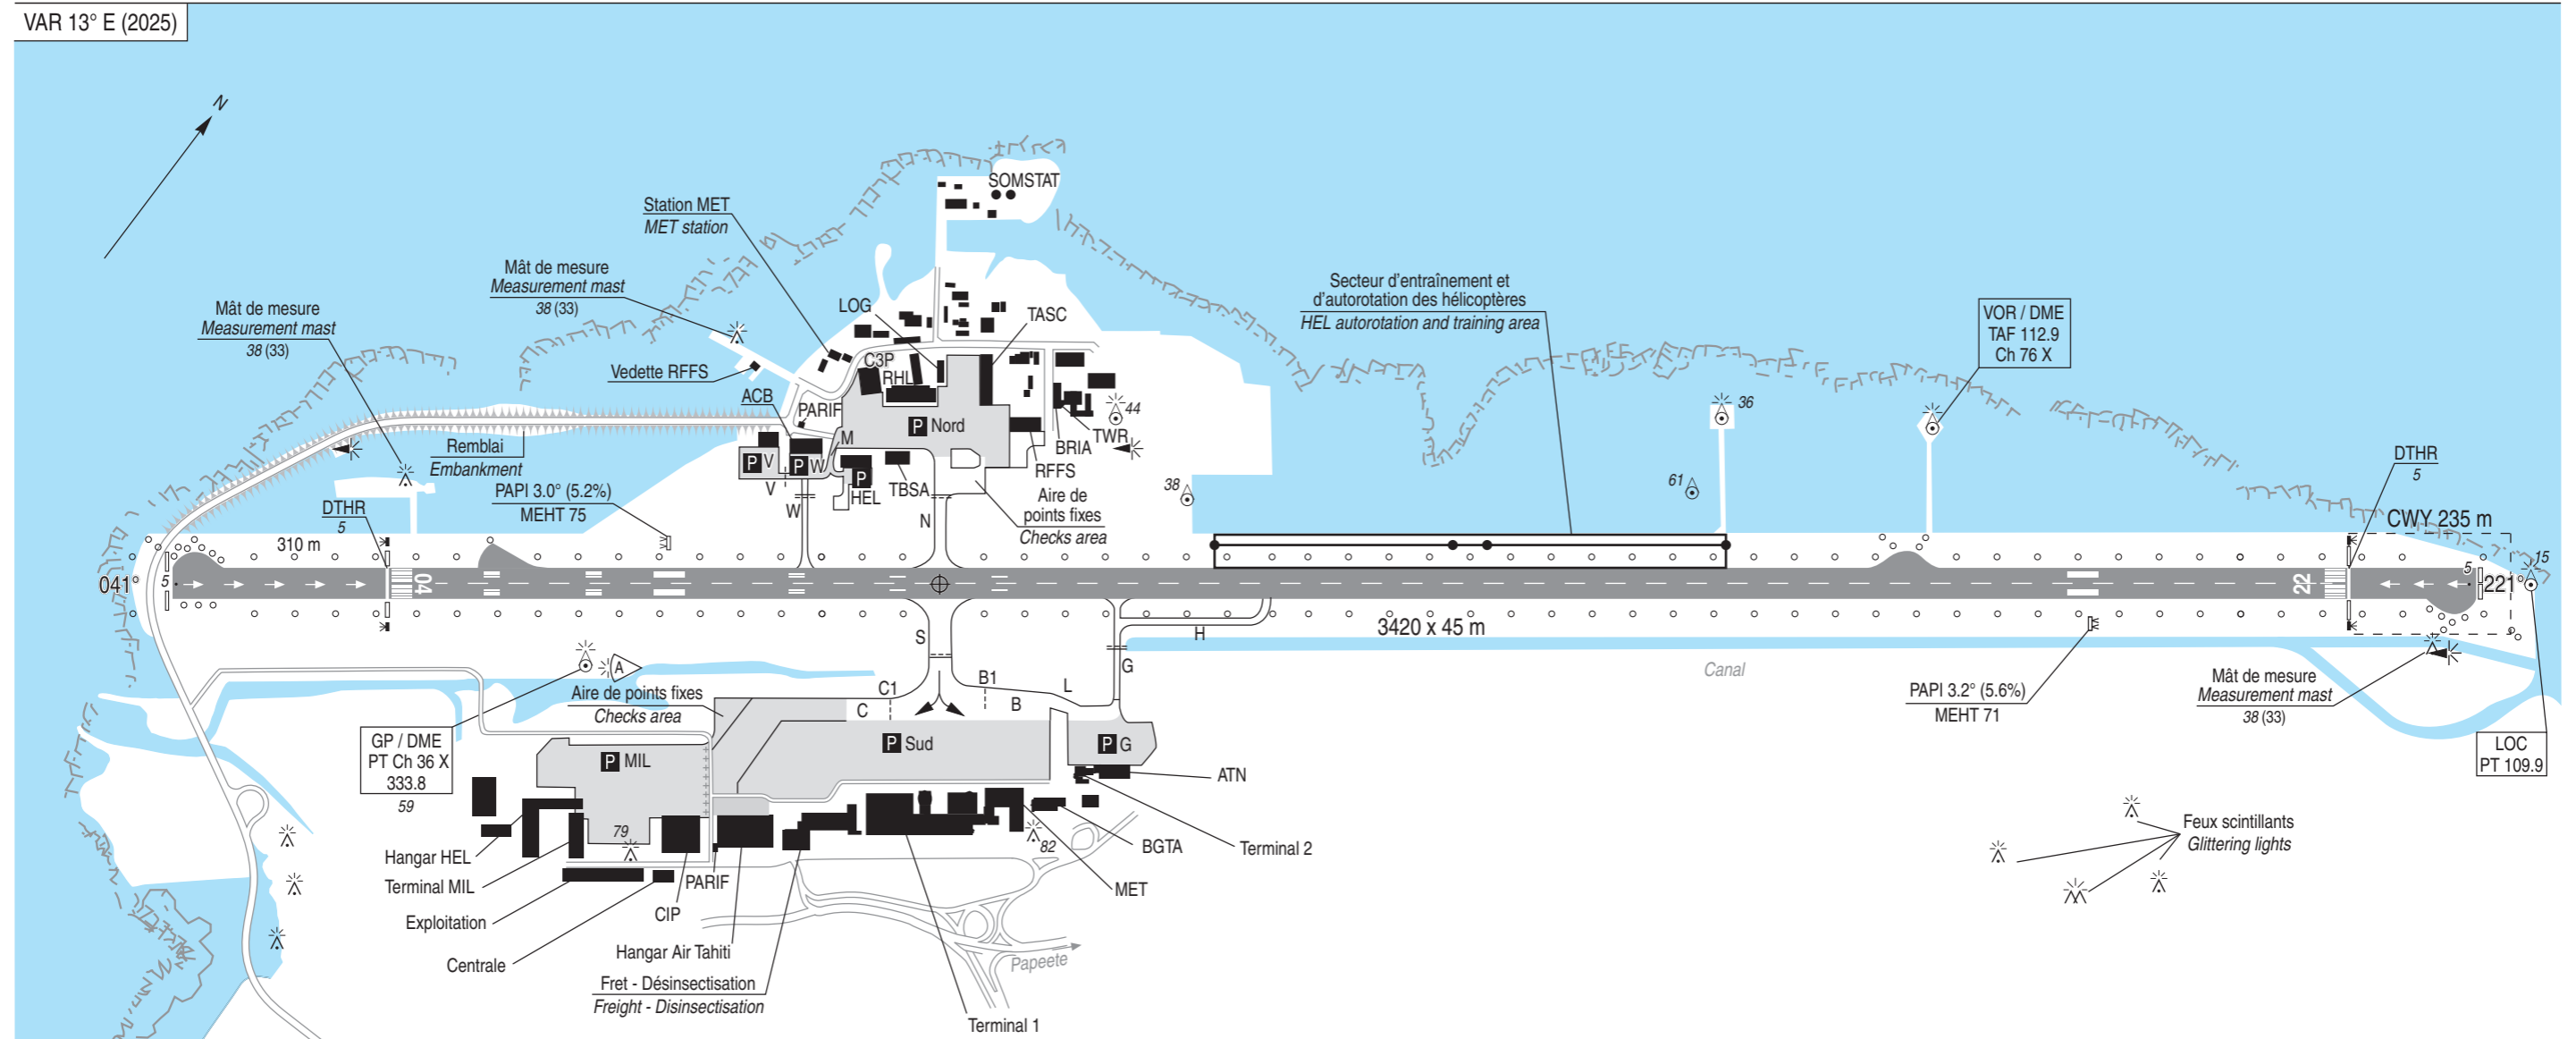 VAR 13° E (2025)
N
SOMSTAT
Station MET
MET station
Mât de mesure
Measurement mast
38 (33)
Mât de mesure
Measurement mast
38 (33)
Vedette RFFS
LOG
TASC
C3P
RHL
ACB
PARIF
M
P Nord
44
TWR
BRIA
RFFS
P V
P W
P
HEL
TBSA
V
W
N
Aire de
points fixes
Checks area
Remblai
Embankment
PAPI 3.0° (5.2%)
MEHT 75
DTHR
5
310 m
Secteur d'entraînement et
d'autorotation des hélicoptères
HEL autorotation and training area
VOR / DME
TAF 112.9
Ch 76 X
36
61
38
DTHR
5
CWY 235 m
15
041°
5
04
22
5
221°
S
H
3420 x 45 m
G
Canal
C1
B1
L
C
B
A
Aire de points fixes
Checks area
GP / DME
PT Ch 36 X
333.8
59
P MIL
P Sud
P G
PAPI 3.2° (5.6%)
MEHT 71
Mât de mesure
Measurement mast
38 (33)
LOC
PT 109.9
ATN
79
82
BGTA
Terminal 2
MET
Hangar HEL
Terminal MIL
Exploitation
Centrale
PARIF
CIP
Hangar Air Tahiti
Fret - Désinsectisation
Freight - Disinsectisation
Terminal 1
Papeete
Feux scintillants
Glittering lights